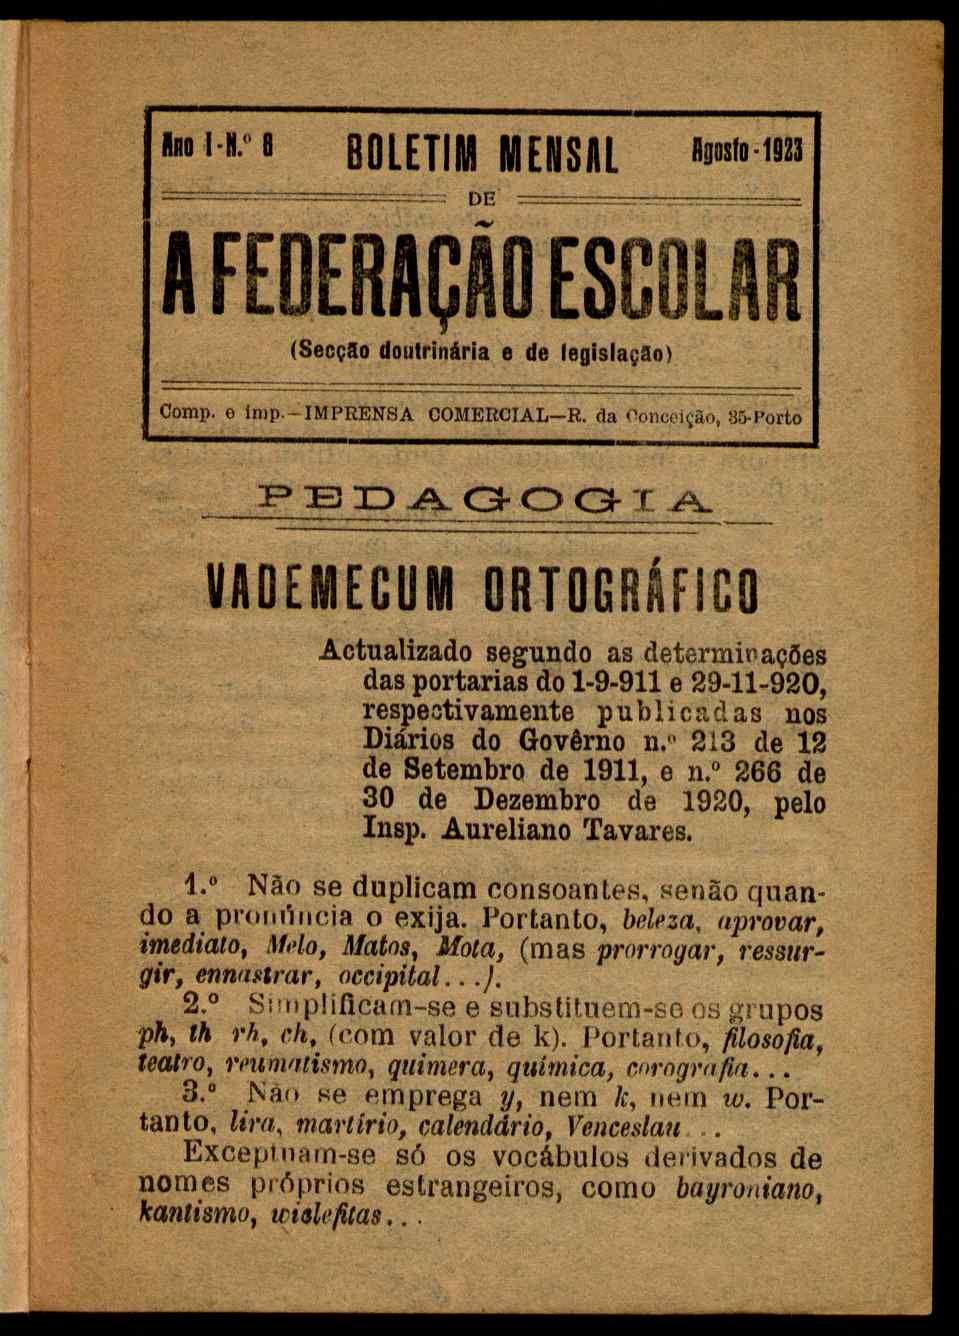 Ano I-N.º 8
BOLETIM MENSAL
Agosto-1923
DE
A FEDERAÇÃO ESCOLAR
(Secção doutrinária e de legislação)
Comp. e imp.—IMPRENSA COMERCIAL—R. da Conceição, 35-Porto
PEDAGOGIA
VADEMECUM ORTOGRÁFICO
Actualizado segundo as determinações
das portarias do 1-9-911 e 29-11-920,
respectivamente publicadas nos
Diários do Govêrno n.º 213 de 12
de Setembro de 1911, e n.º 266 de
30 de Dezembro de 1920, pelo
Insp. Aureliano Tavares.
1.º Não se duplicam consoantes, senão quan-
do a pronúncia o exija. Portanto, beleza, aprovar,
imediato, Melo, Matos, Mota, (mas prorrogar, ressur-
gir, ennastrar, occipital...).
2.º Simplificam-se e substituem-se os grupos
ph, th rh, ch, (com valor de k). Portanto, filosofia,
teatro, reumatismo, quimera, química, corografia...
3.º Não se emprega y, nem k, nem w. Por-
tanto, lira, martírio, calendário, Venceslau ...
Exceptuam-se só os vocábulos derivados de
nomes próprios estrangeiros, como bayroniano,
kantismo, wislefitas...